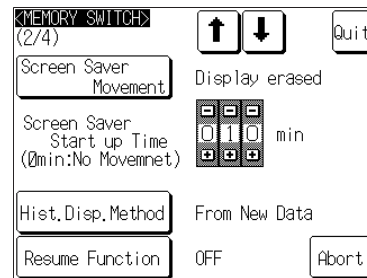 <MEMORY SWITCH>
(2/4)
Quit
Screen Saver
Movement
Display erased
Screen Saver
Start up Time
(0min:No Movemnet)
010 min
Hist.Disp.Method
From New Data
Resume Function
OFF
Abort